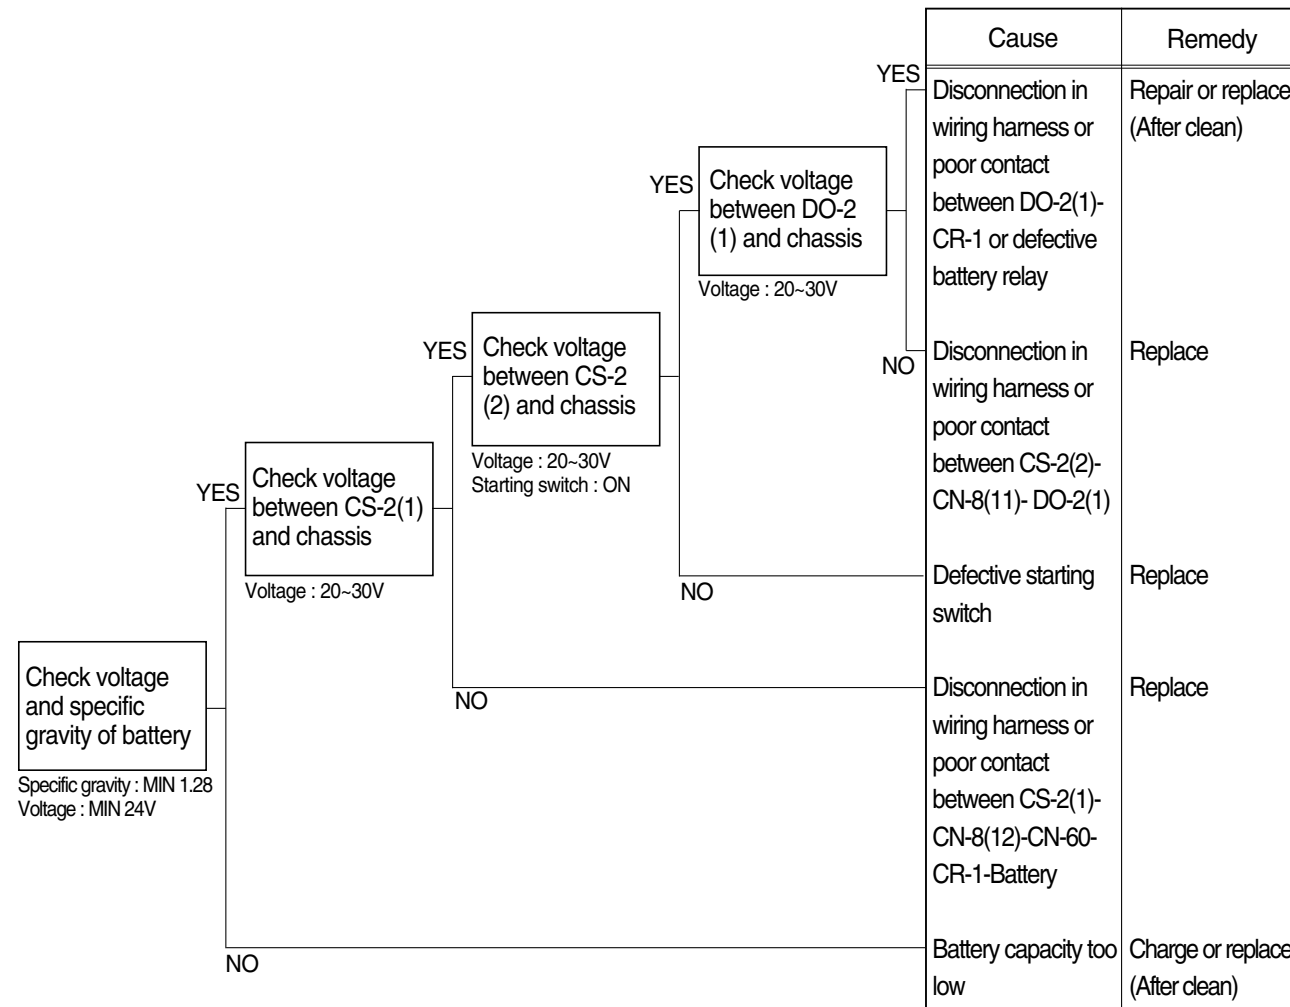 Cause
Remedy
YES
Disconnection in
wiring harness or
poor contact
between DO-2(1)-
CR-1 or defective
battery relay
Repair or replace
(After clean)
YES
Check voltage
between DO-2
(1) and chassis
Voltage : 20~30V
NO
Disconnection in
wiring harness or
poor contact
between CS-2(2)-
CN-8(11)- DO-2(1)
Replace
YES
Check voltage
between CS-2
(2) and chassis
Voltage : 20~30V
Starting switch : ON
NO
Defective starting
switch
Replace
YES
Check voltage
between CS-2(1)
and chassis
Voltage : 20~30V
NO
Disconnection in
wiring harness or
poor contact
between CS-2(1)-
CN-8(12)-CN-60-
CR-1-Battery
Replace
Check voltage
and specific
gravity of battery
Specific gravity : MIN 1.28
Voltage : MIN 24V
NO
Battery capacity too
low
Charge or replace
(After clean)